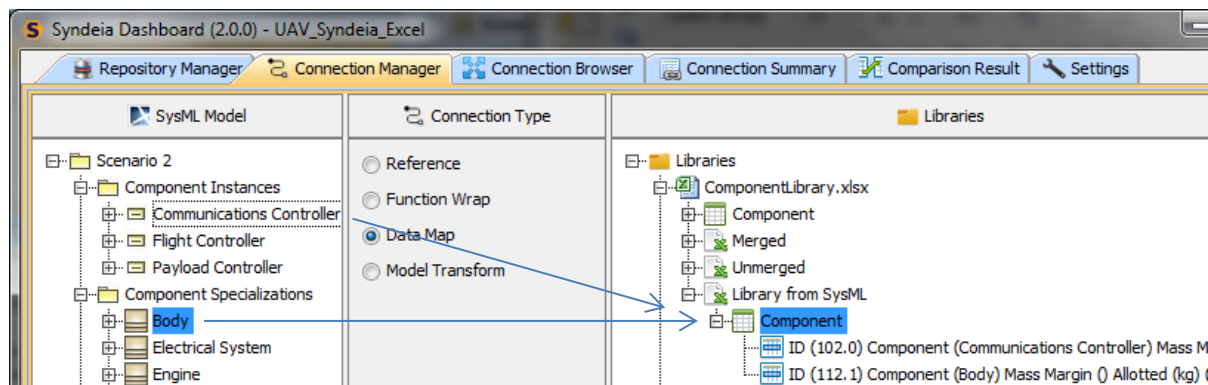 S Syndeia Dashboard (2.0.0) - UAV_Syndeia_Excel
Repository Manager Connection Manager Connection Browser Connection Summary Comparison Result Settings
SysML Model
Scenario 2
Component Instances
Communications Controller
Flight Controller
Payload Controller
Component Specializations
Body
Electrical System
Engine
Connection Type
Reference
Function Wrap
Data Map
Model Transform
Libraries
Libraries
ComponentLibrary.xlsx
Component
Merged
Unmerged
Library from SysML
Component
ID (102.0) Component (Communications Controller) Mass M
ID (112.1) Component (Body) Mass Margin () Allotted (kg) (